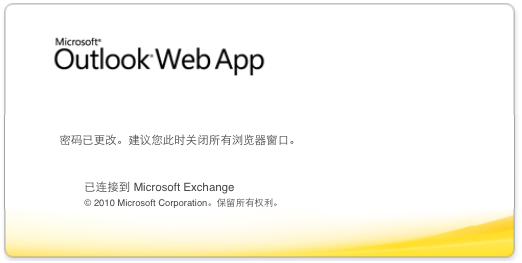 Microsoft®
Outlook® Web App
密码已更改。建议您此时关闭所有浏览器窗口。
已连接到 Microsoft Exchange
© 2010 Microsoft Corporation。保留所有权利。